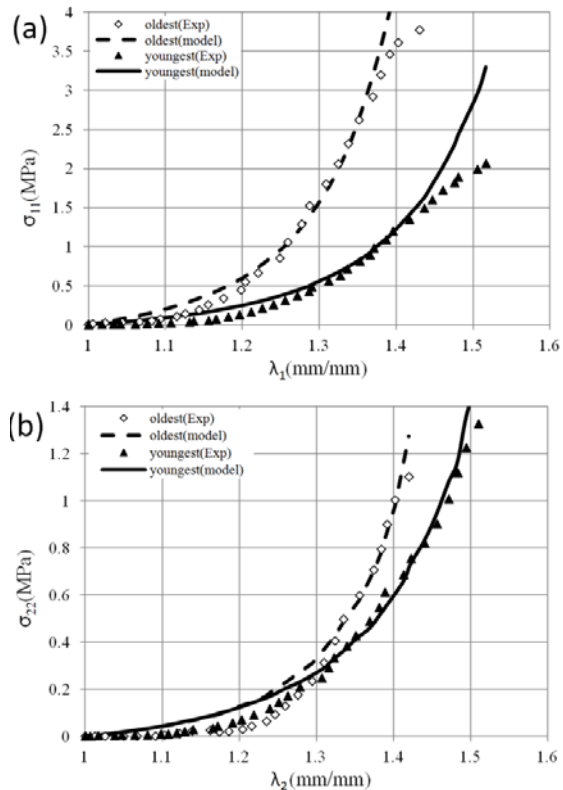 (a)
oldest(Exp)
oldest(model)
youngest(Exp)
youngest(model)
4
3.5
3
2.5
2
1.5
1
0.5
0
σ11(MPa)
1 1.1 1.2 1.3 1.4 1.5 1.6
λ1(mm/mm)
(b)
oldest(Exp)
oldest(model)
youngest(Exp)
youngest(model)
1.4
1.2
1
0.8
0.6
0.4
0.2
0
σ22(MPa)
1 1.1 1.2 1.3 1.4 1.5 1.6
λ2(mm/mm)